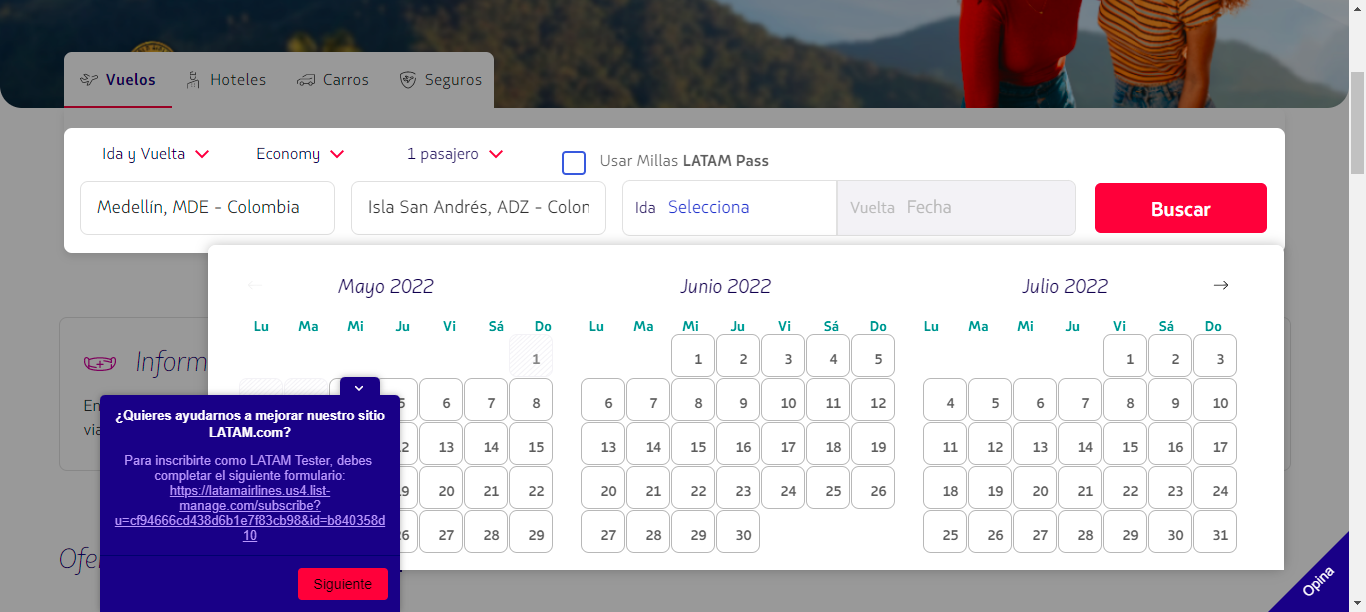 Vuelos Hoteles Carros Seguros
Ida y Vuelta Economy 1 pasajero Usar Millas LATAM Pass
Medellín, MDE - Colombia Isla San Andrés, ADZ - Colon Ida Selecciona Vuelta Fecha Buscar
Mayo 2022 Junio 2022 Julio 2022
Lu Ma Mi Ju Vi Sá Do Lu Ma Mi Ju Vi Sá Do Lu Ma Mi Ju Vi Sá Do
1 1 2 3 4 5 1 2 3
Inform
5 6 7 8 6 7 8 9 10 11 12 4 5 6 7 8 9 10
En
via
12 13 14 15 13 14 15 16 17 18 19 11 12 13 14 15 16 17
19 20 21 22 20 21 22 23 24 25 26 18 19 20 21 22 23 24
26 27 28 29 27 28 29 30 25 26 27 28 29 30 31
¿Quieres ayudarnos a mejorar nuestro sitio
LATAM.com?
Para inscribirte como LATAM Tester, debes
completar el siguiente formulario:
https://latamairlines.us4.list-
manage.com/subscribe?
u=cf94666cd438d6b1e7f83cb98&id=b840358d
10
Ofe
Siguiente
Opina